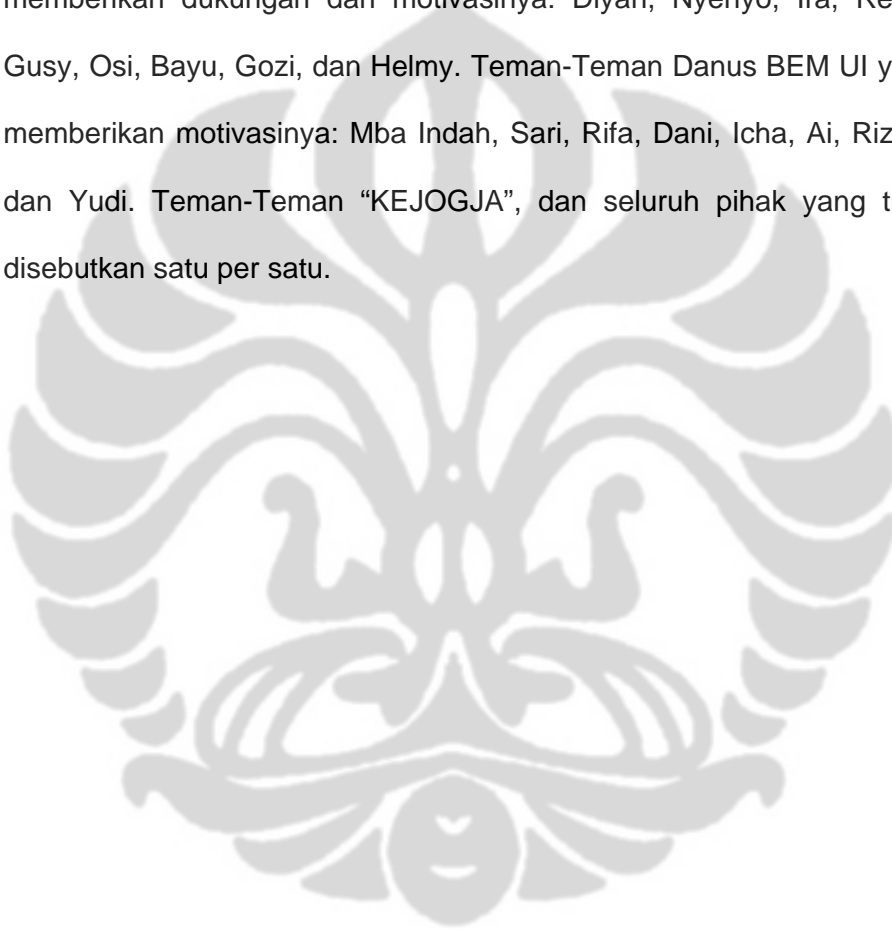 memberikan dukungan dan motivasinya: Diyah, Nyenyo, Ira,
Gusy, Osi, Bayu, Gozi, dan Helmy. Teman-Teman Danus BEM UI
memberikan motivasinya: Mba Indah, Sari, Rifa, Dani, Icha, Ai,
dan Yudi. Teman-Teman “KEJOGJA”, dan seluruh pihak yang
disebutkan satu per satu.